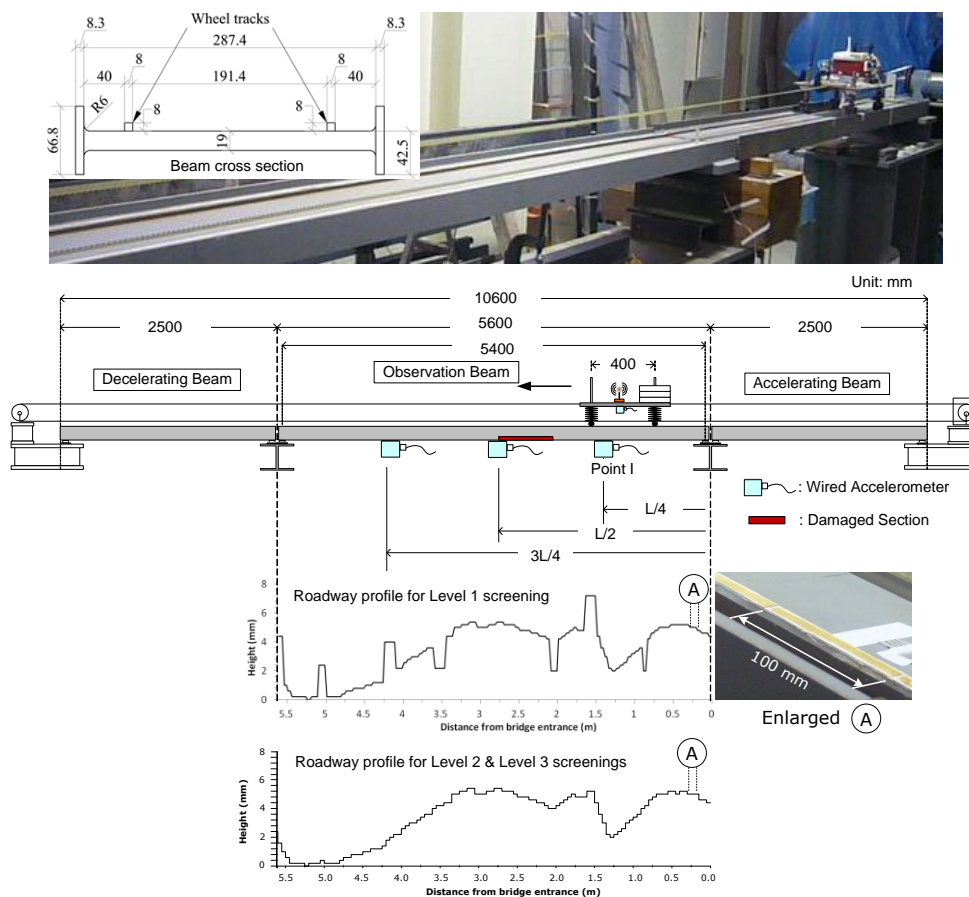 8.3
Wheel tracks
8.3
287.4
8
8
40
191.4
40
R6
8
8
66.8
19
42.5
Beam cross section
Unit: mm
10600
2500
5600
2500
5400
400
Decelerating Beam
Observation Beam
Accelerating Beam
Point I
: Wired Accelerometer
L/4
: Damaged Section
L/2
3L/4
Roadway profile for Level 1 screening
A
Height (mm)
8
6
4
2
0
5.5 5 4.5 4 3.5 3 2.5 2 1.5 1 0.5 0
Distance from bridge entrance (m)
100 mm
Enlarged A
Roadway profile for Level 2 & Level 3 screenings
A
Height (mm)
8
6
4
2
0
5.5 5.0 4.5 4.0 3.5 3.0 2.5 2.0 1.5 1.0 0.5 0.0
Distance from bridge entrance (m)